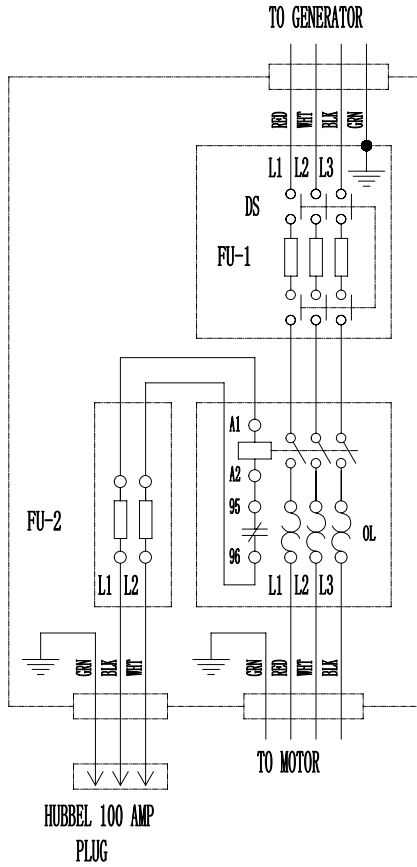 TO GENERATOR
RED WHT BLK GRN
L1 L2 L3
DS
FU-1
A1
A2
95
FU-2
OL
96
L1 L2
L1 L2 L3
GRN BLK WHT
GRN RED WHT BLK
TO MOTOR
HUBBEL 100 AMP
PLUG